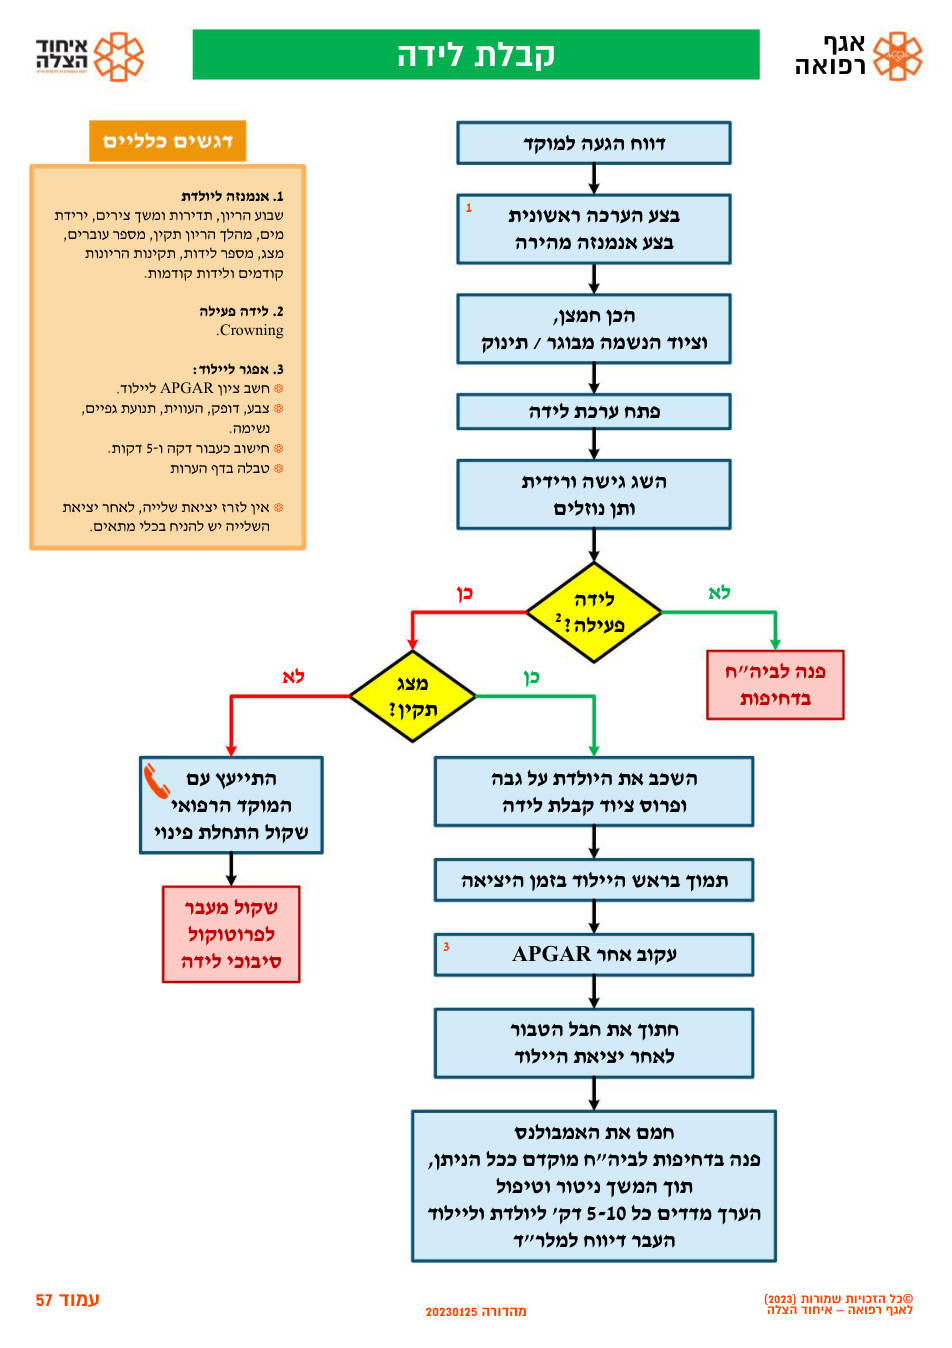 אגף
רפואה
קבלת לידה
איחוד
הצלה
דווח הגעה למוקד
1
בצע הערכה ראשונית
בצע אנמנזה מהירה
הכן חמצן,
וציוד הנשמה מבוגר / תינוק
פתח ערכת לידה
השג גישה ורידית
ותן נוזלים
לידה
פעילה?²
לא
פנה לביה״ח
בדחיפות
כן
מצג
תקין?
כן
לא
השכב את היולדת על גבה
ופרוס ציוד קבלת לידה
תמוך בראש היילוד בזמן היציאה
3
עקוב אחר APGAR
חתוך את חבל הטבור
לאחר יציאת היילוד
חמם את האמבולנס
פנה בדחיפות לביה״ח מוקדם ככל הניתן,
תוך המשך ניטור וטיפול
הערך מדדים כל 5-10 דק׳ ליולדת וליילוד
העבר דיווח למלר״ד
התייעץ עם
המוקד הרפואי
שקול התחלת פינוי
שקול מעבר
לפרוטוקול
סיבוכי לידה
דגשים כלליים
1. אנמנזה ליולדת
שבוע הריון, תדירות ומשך צירים, ירידת
מים, מהלך הריון תקין, מספר עוברים,
מצג, מספר לידות, תקינות הריונות
קודמים ולידות קודמות.
2. לידה פעילה
Crowning.
3. אפגר ליילוד:
חשב ציון APGAR ליילוד.
צבע, דופק, העווית, תנועת גפיים,
נשימה.
חישוב כעבור דקה ו-5 דקות.
טבלה בדף הערות
אין לזרז יציאת שלייה, לאחר יציאת
השלייה יש להניח בכלי מתאים.
©כל הזכויות שמורות (2023)
לאגף רפואה – איחוד הצלה
מהדורה 20230125
עמוד 57